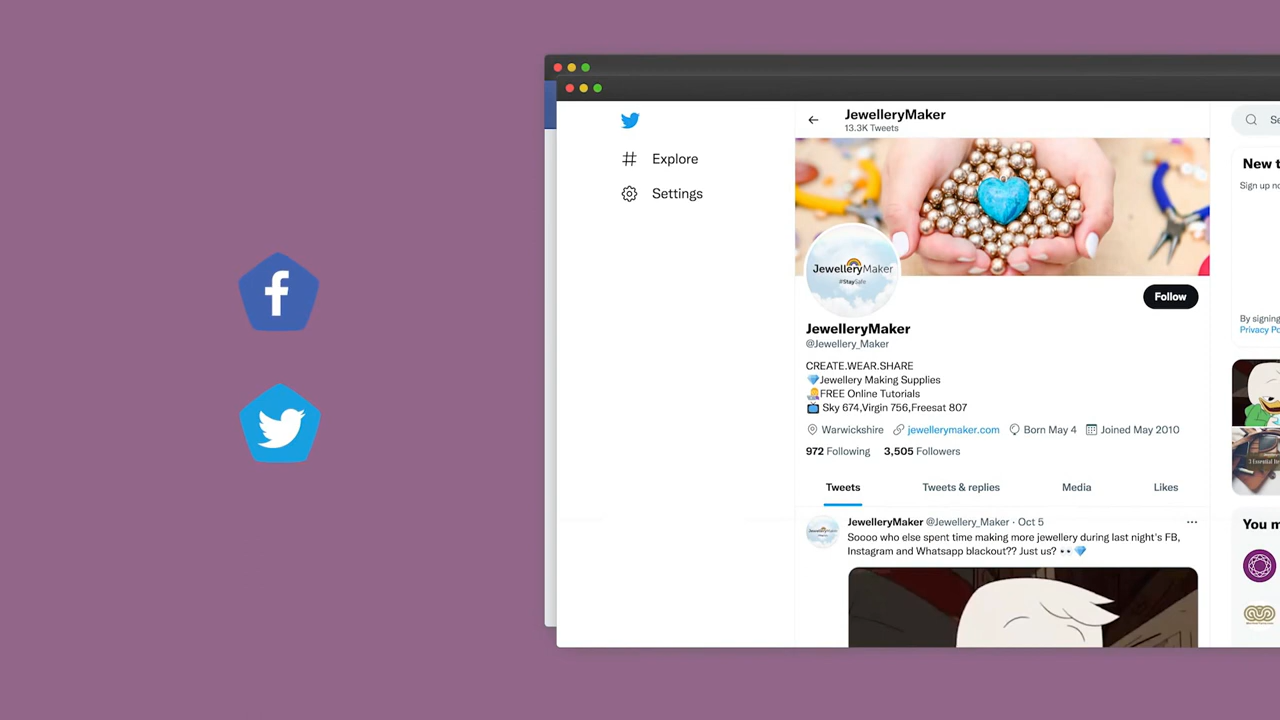 JewelleryMaker
13.3K Tweets
Explore
Settings
Se
New t
Sign up no
JewelleryMaker
#StaySafe
Follow
By signing
Privacy Po
JewelleryMaker
@Jewellery_Maker
CREATE.WEAR.SHARE
Jewellery Making Supplies
FREE Online Tutorials
Sky 674,Virgin 756,Freesat 807
Warwickshire jewellerymaker.com Born May 4 Joined May 2010
972 Following 3,505 Followers
Tweets Tweets & replies Media Likes
JewelleryMaker @Jewellery_Maker · Oct 5
Soooo who else spent time making more jewellery during last night's FB,
Instagram and Whatsapp blackout?? Just us? 👀 💎
You m